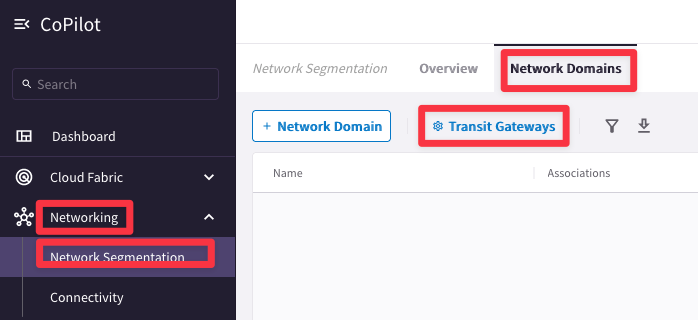 CoPilot
Search
Dashboard
Cloud Fabric
Networking
Network Segmentation
Connectivity
Network Segmentation Overview Network Domains
+ Network Domain Transit Gateways
Name Associations